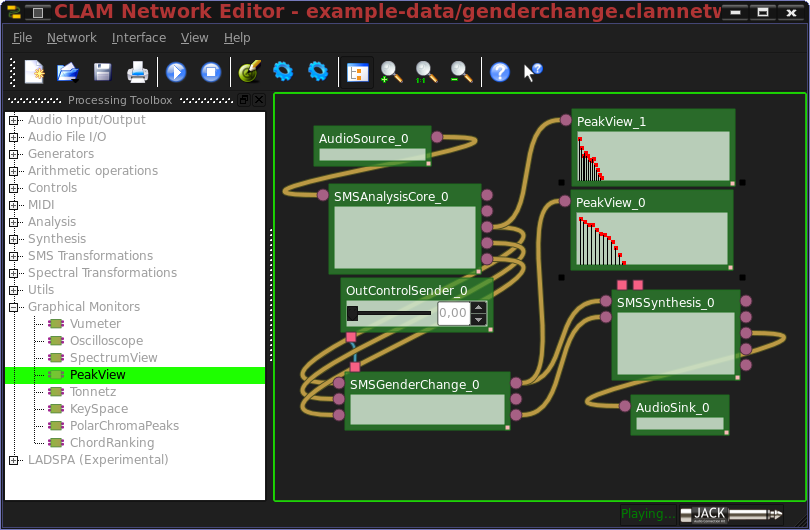 CLAM Network Editor - example-data/genderchange.clamnetw
File Network Interface View Help
Processing Toolbox
Audio Input/Output
Audio File I/O
Generators
Arithmetic operations
Controls
MIDI
Analysis
Synthesis
SMS Transformations
Spectral Transformations
Utils
Graphical Monitors
Vumeter
Oscilloscope
SpectrumView
PeakView
Tonnetz
KeySpace
PolarChromaPeaks
ChordRanking
LADSPA (Experimental)
AudioSource_0
PeakView_1
SMSAnalysisCore_0
PeakView_0
OutControlSender_0
0,00
SMSSynthesis_0
SMSGenderChange_0
AudioSink_0
Playing...
JACK